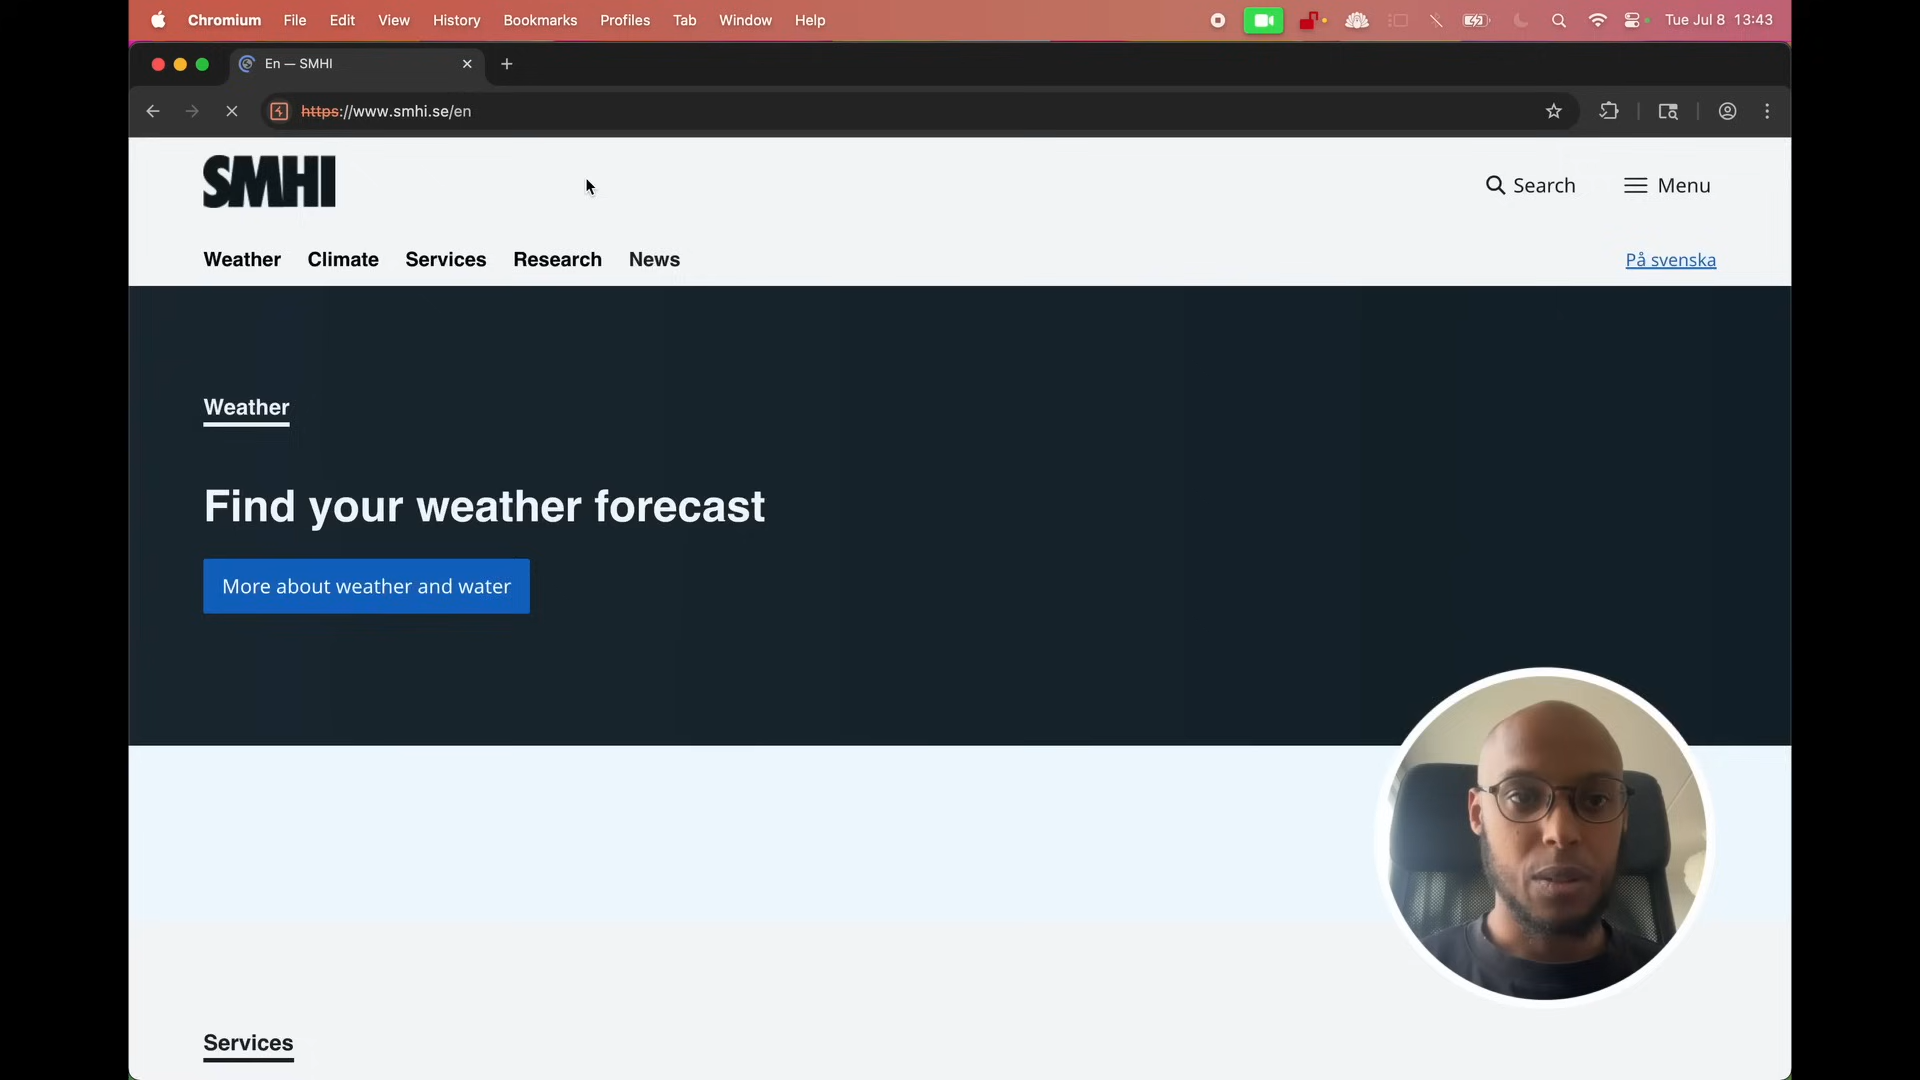 Chromium File Edit View History Bookmarks Profiles Tab Window Help Tue Jul 8 13:43
En — SMHI
https://www.smhi.se/en
SMHI
Search Menu
Weather Climate Services Research News På svenska
Weather
Find your weather forecast
More about weather and water
Services